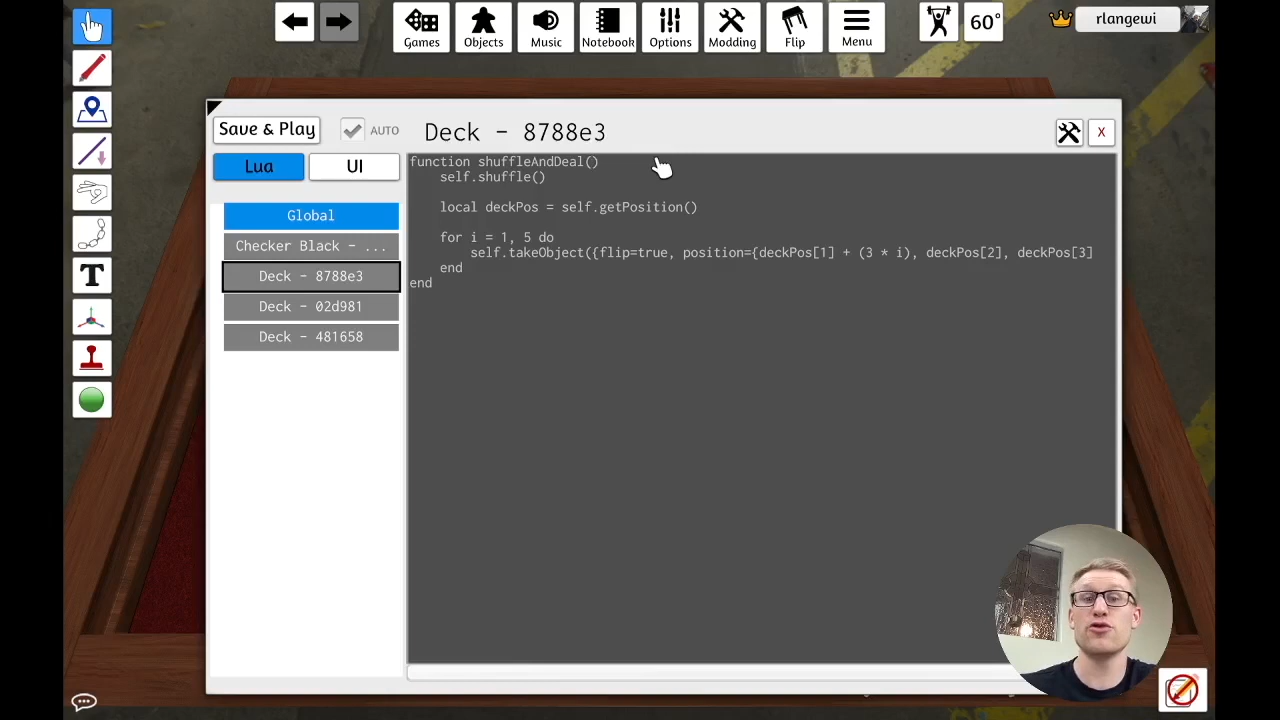 Games Objects Music Notebook Options Modding Flip Menu 60° rlangewi
Save & Play AUTO Deck - 8788e3 X
Lua UI
Global
Checker Black - ...
Deck - 8788e3
Deck - 02d981
Deck - 481658
function shuffleAndDeal()
self.shuffle()
local deckPos = self.getPosition()
for i = 1, 5 do
self.takeObject({flip=true, position={deckPos[1] + (3 * i), deckPos[2], deckPos[3]
end
end
T